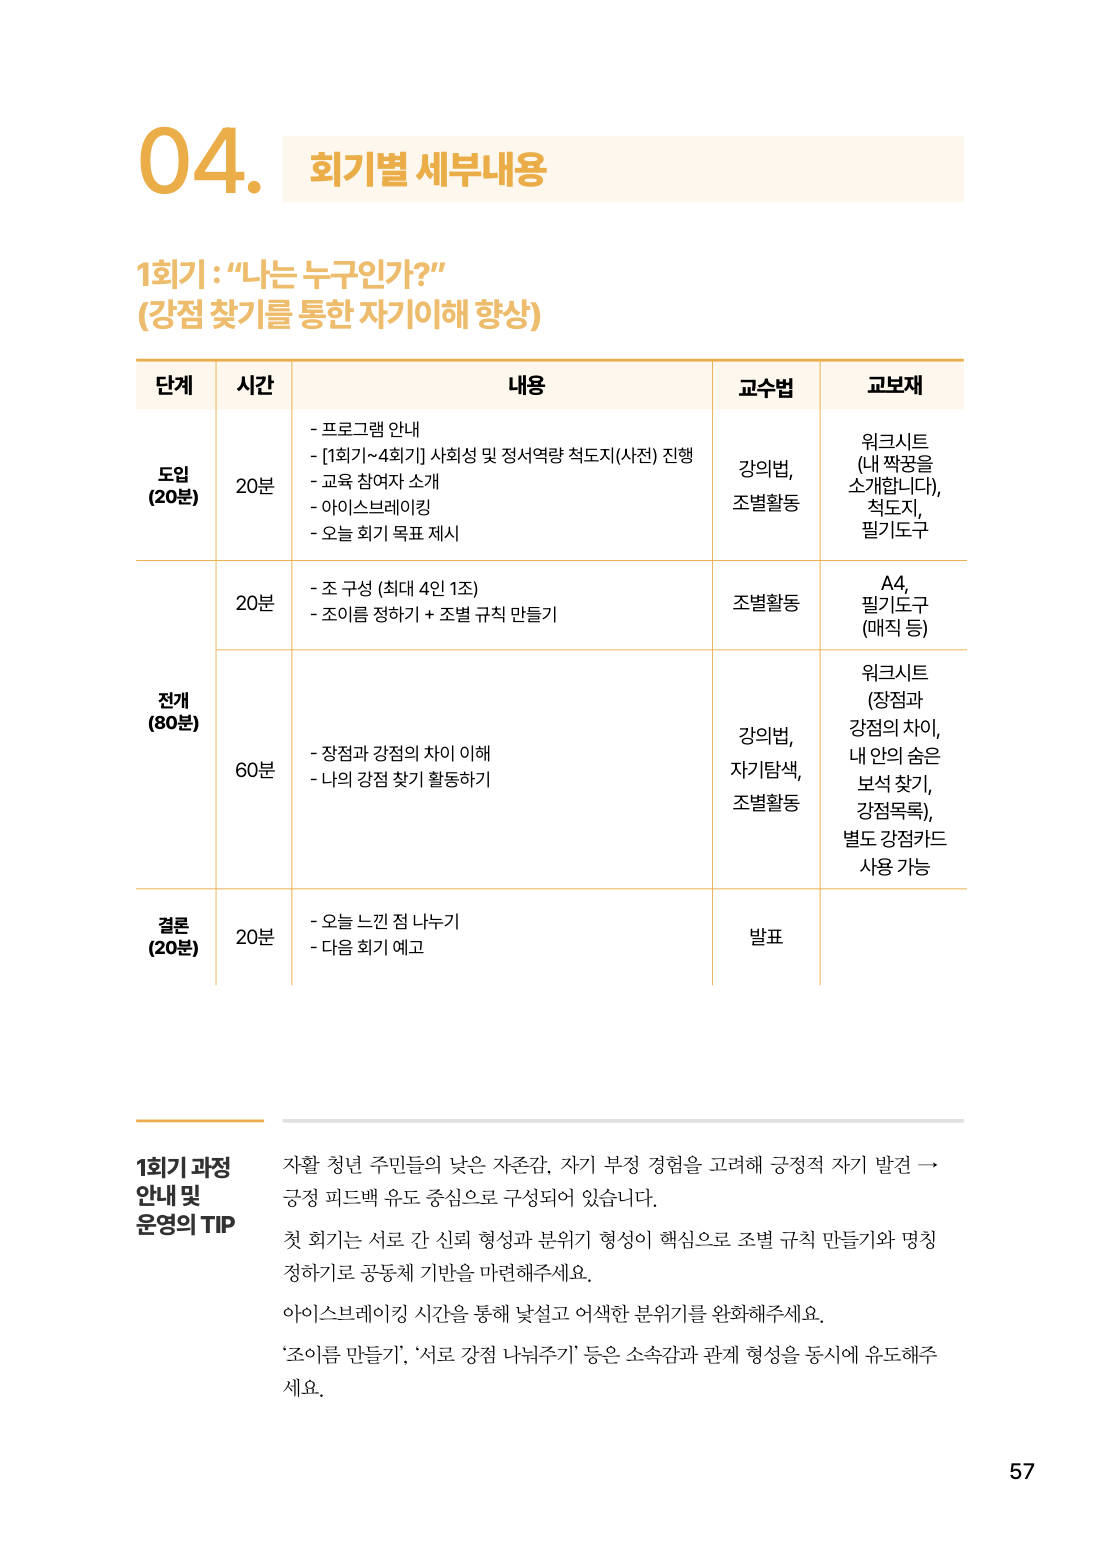 04. 회기별 세부내용
1회기 : “나는 누구인가?”
(강점 찾기를 통한 자기이해 향상)
단계 시간 내용 교수법 교보재
도입
(20분)
20분
- 프로그램 안내
- [1회기~4회기] 사회성 및 정서역량 척도지(사전) 진행
- 교육 참여자 소개
- 아이스브레이킹
- 오늘 회기 목표 제시
강의법,
조별활동
워크시트
(내 짝꿍을
소개합니다),
척도지,
필기도구
전개
(80분)
20분
- 조 구성 (최대 4인 1조)
- 조이름 정하기 + 조별 규칙 만들기
조별활동
A4,
필기도구
(매직 등)
60분
- 장점과 강점의 차이 이해
- 나의 강점 찾기 활동하기
강의법,
자기탐색,
조별활동
워크시트
(장점과
강점의 차이,
내 안의 숨은
보석 찾기,
강점목록),
별도 강점카드
사용 가능
결론
(20분)
20분
- 오늘 느낀 점 나누기
- 다음 회기 예고
발표
1회기 과정
안내 및
운영의 TIP
자활 청년 주민들의 낮은 자존감, 자기 부정 경험을 고려해 긍정적 자기 발견 →
긍정 피드백 유도 중심으로 구성되어 있습니다.
첫 회기는 서로 간 신뢰 형성과 분위기 형성이 핵심으로 조별 규칙 만들기와 명칭
정하기로 공동체 기반을 마련해주세요.
아이스브레이킹 시간을 통해 낯설고 어색한 분위기를 완화해주세요.
‘조이름 만들기’, ‘서로 강점 나눠주기’ 등은 소속감과 관계 형성을 동시에 유도해주
세요.
57